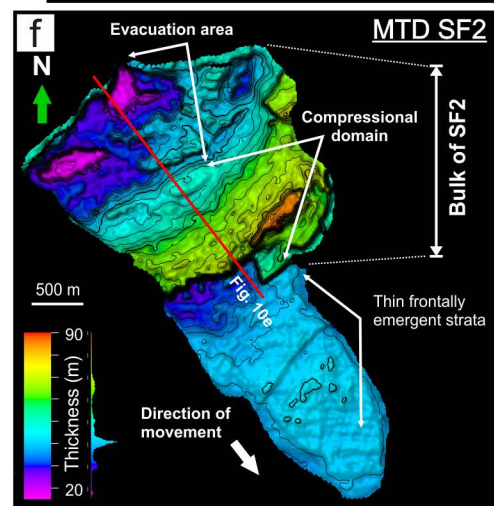 f
MTD SF2
Evacuation area
N
Compressional
domain
Bulk of SF2
500 m
Fig. 10e
Thin frontally
emergent strata
90
Thickness (m)
20
Direction of
movement